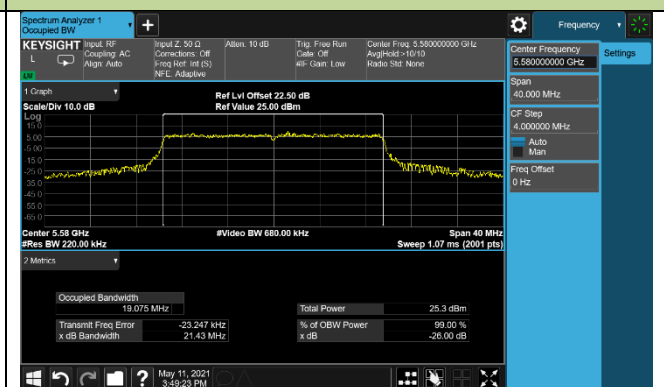 Spectrum Analyzer 1
Occupied BW
+
Frequency
KEYSIGHT
L
Input: RF
Coupling: AC
Align: Auto
Input Z: 50 Ω
Corrections: Off
Freq Ref: Int (S)
NFE: Adaptive
Atten: 10 dB
Trig: Free Run
Gate: Off
#IF Gain: Low
Center Freq: 5.580000000 GHz
Avg|Hold:>10/10
Radio Std: None
1 Graph
Scale/Div 10.0 dB
Ref Lvl Offset 22.50 dB
Ref Value 25.00 dBm
Log
15.0
5.00
-5.00
-15.0
-25.0
-35.0
-45.0
-55.0
-65.0
Center 5.58 GHz
#Video BW 680.00 kHz
Span 40 MHz
#Res BW 220.00 kHz
Sweep 1.07 ms (2001 pts)
2 Metrics
Occupied Bandwidth
19.075 MHz
Total Power 25.3 dBm
Transmit Freq Error -23.247 kHz
% of OBW Power 99.00 %
x dB Bandwidth 21.43 MHz
x dB -26.00 dB
Center Frequency
5.580000000 GHz
Settings
Span
40.000 MHz
CF Step
4.000000 MHz
Auto
Man
Freq Offset
0 Hz
?
May 11, 2021
3:49:23 PM